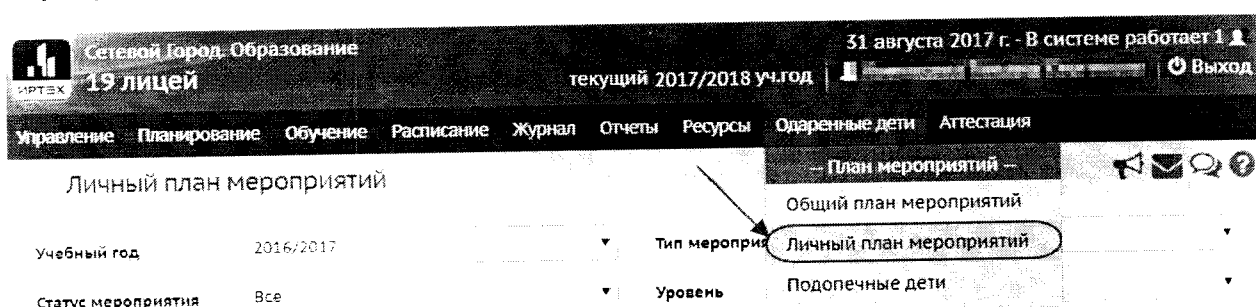 Сетевой Город. Образование
31 августа 2017 г. - В системе работает 1
ИРТЕХ
19 лицей
текущий 2017/2018 уч.год
Выход
Управление Планирование Обучение Расписание Журнал Отчеты Ресурсы Одаренные дети Аттестация
Личный план мероприятий
-- План мероприятий --
Общий план мероприятий
Учебный год 2016/2017 Тип меропри Личный план мероприятий
Статус мероприятия Все Уровень Подопечные дети